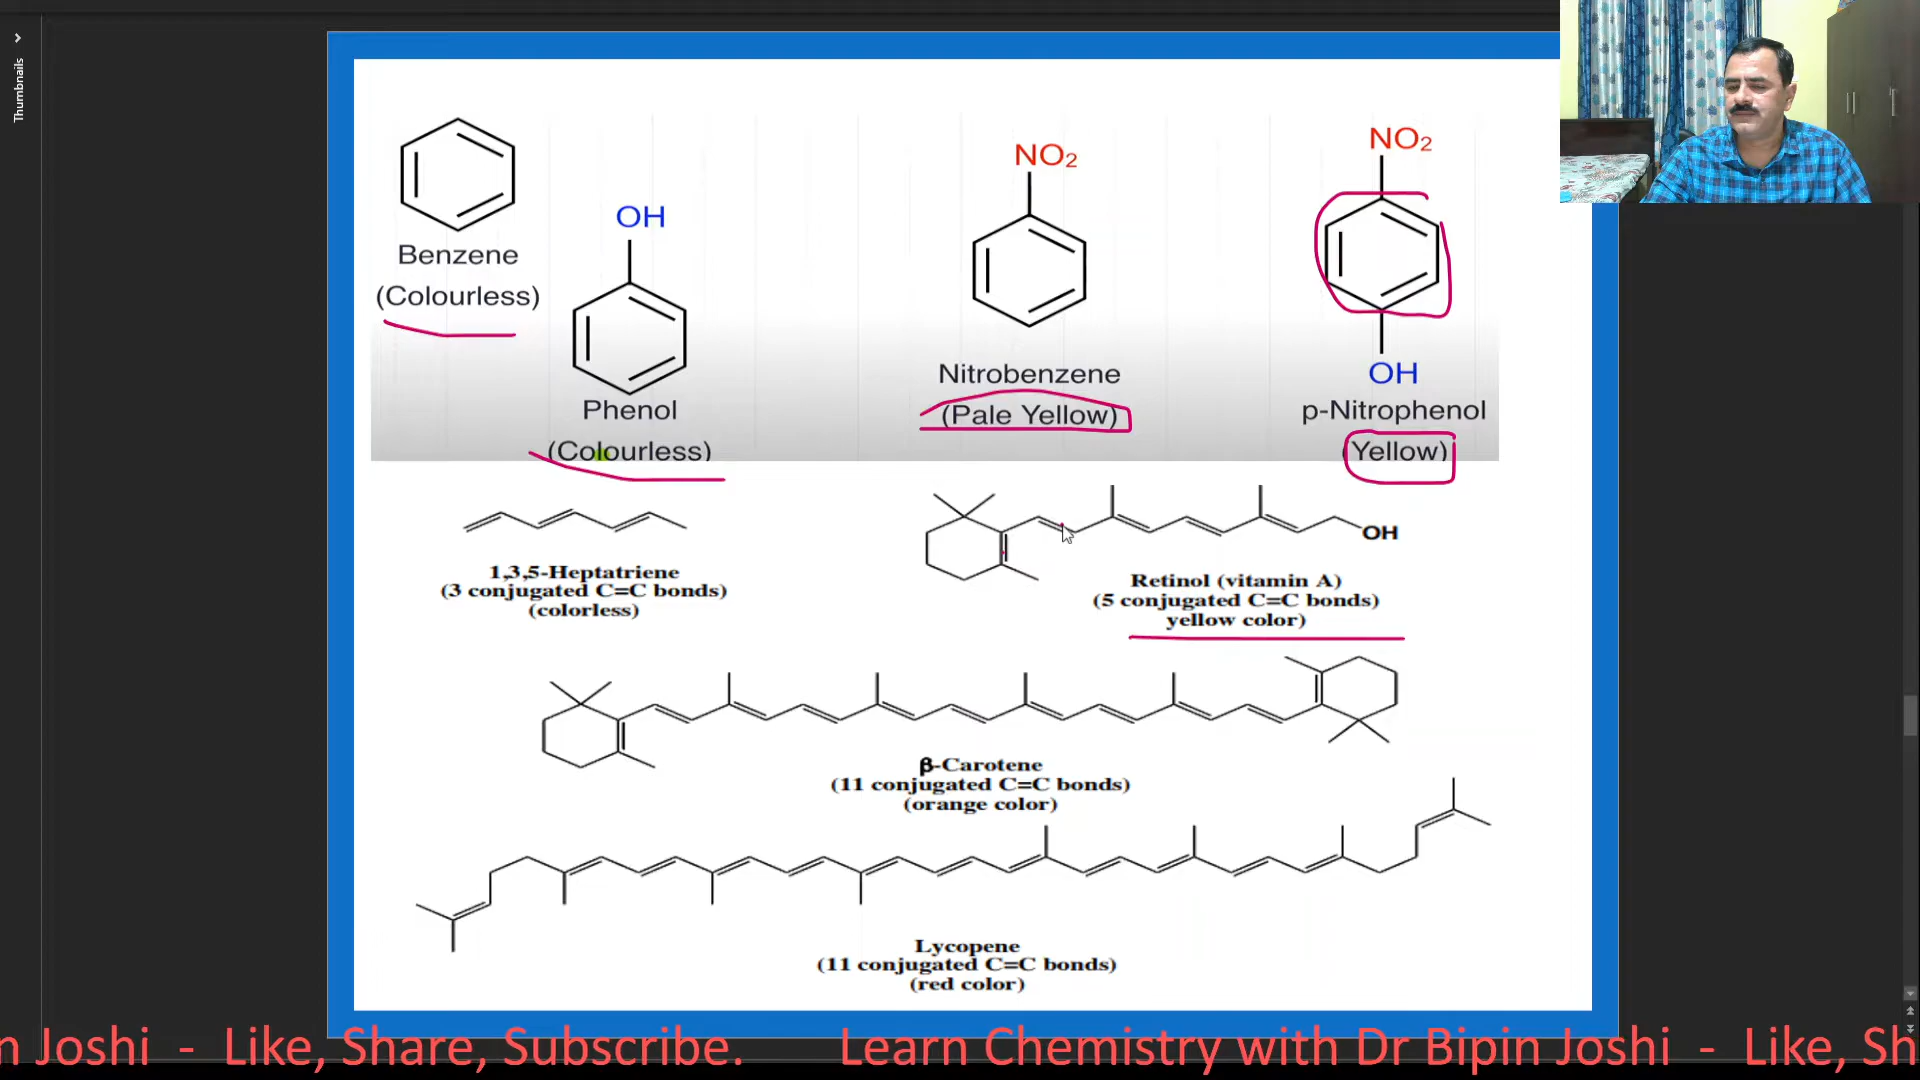 Thumbnails
NO₂
NO₂
OH
Benzene
(Colourless)
Nitrobenzene
(Pale Yellow)
OH
Phenol
(Colourless)
p-Nitrophenol
(Yellow)
OH
1,3,5-Heptatriene
(3 conjugated C=C bonds)
(colorless)
Retinol (vitamin A)
(5 conjugated C=C bonds)
yellow color)
β-Carotene
(11 conjugated C=C bonds)
(orange color)
Lycopene
(11 conjugated C=C bonds)
(red color)
n Joshi - Like, Share, Subscribe. Learn Chemistry with Dr Bipin Joshi - Like, Sh